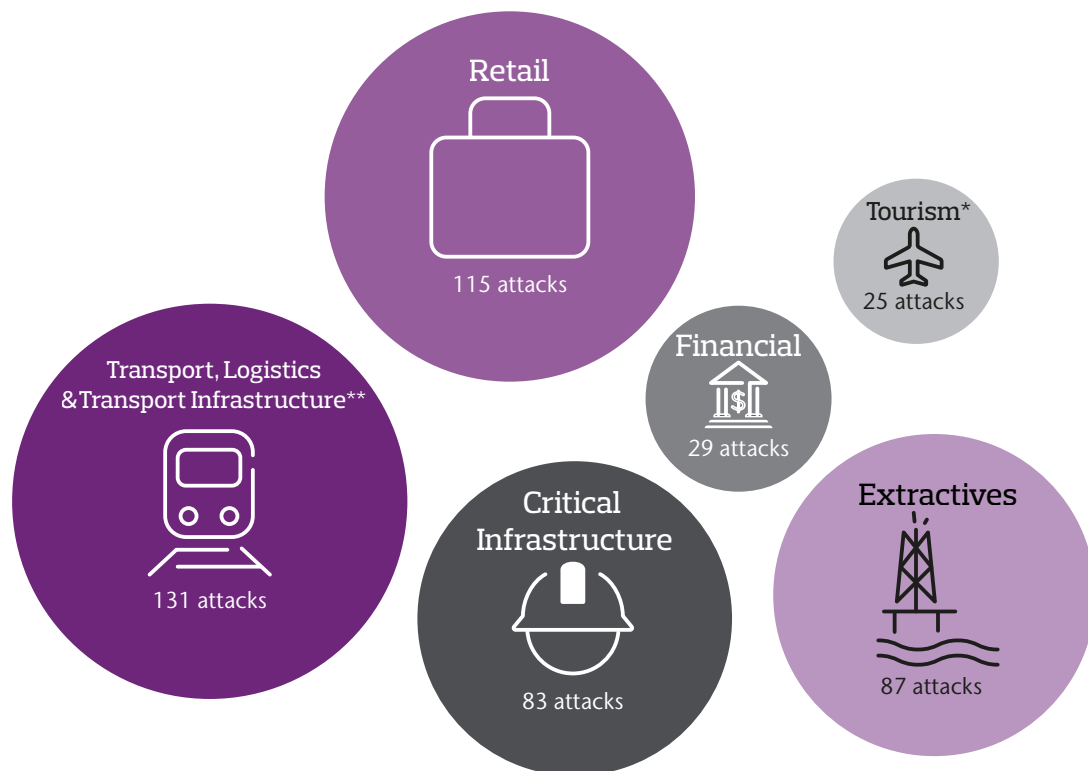 Retail
115 attacks
Tourism*
25 attacks
Transport, Logistics
&Transport Infrastructure**
131 attacks
Financial
$
29 attacks
Critical
Infrastructure
83 attacks
Extractives
87 attacks